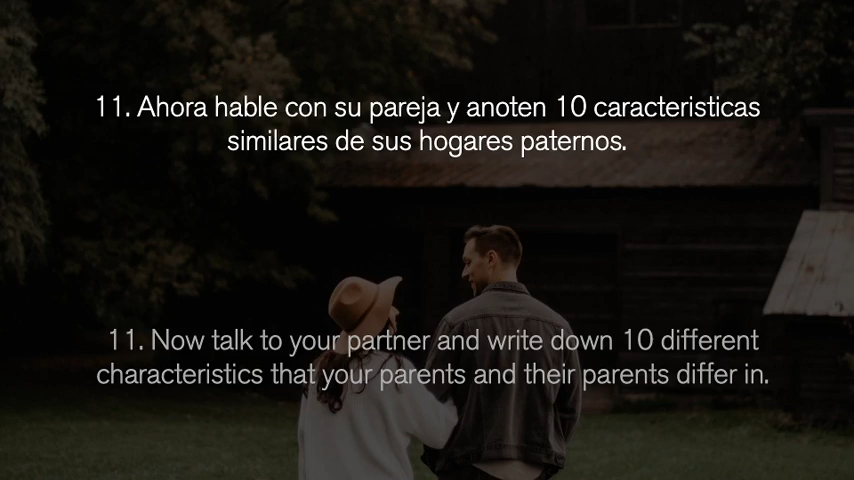 11. Ahora hable con su pareja y anoten 10 caracteristicas
similares de sus hogares paternos.
11. Now talk to your partner and write down 10 different
characteristics that your parents and their parents differ in.